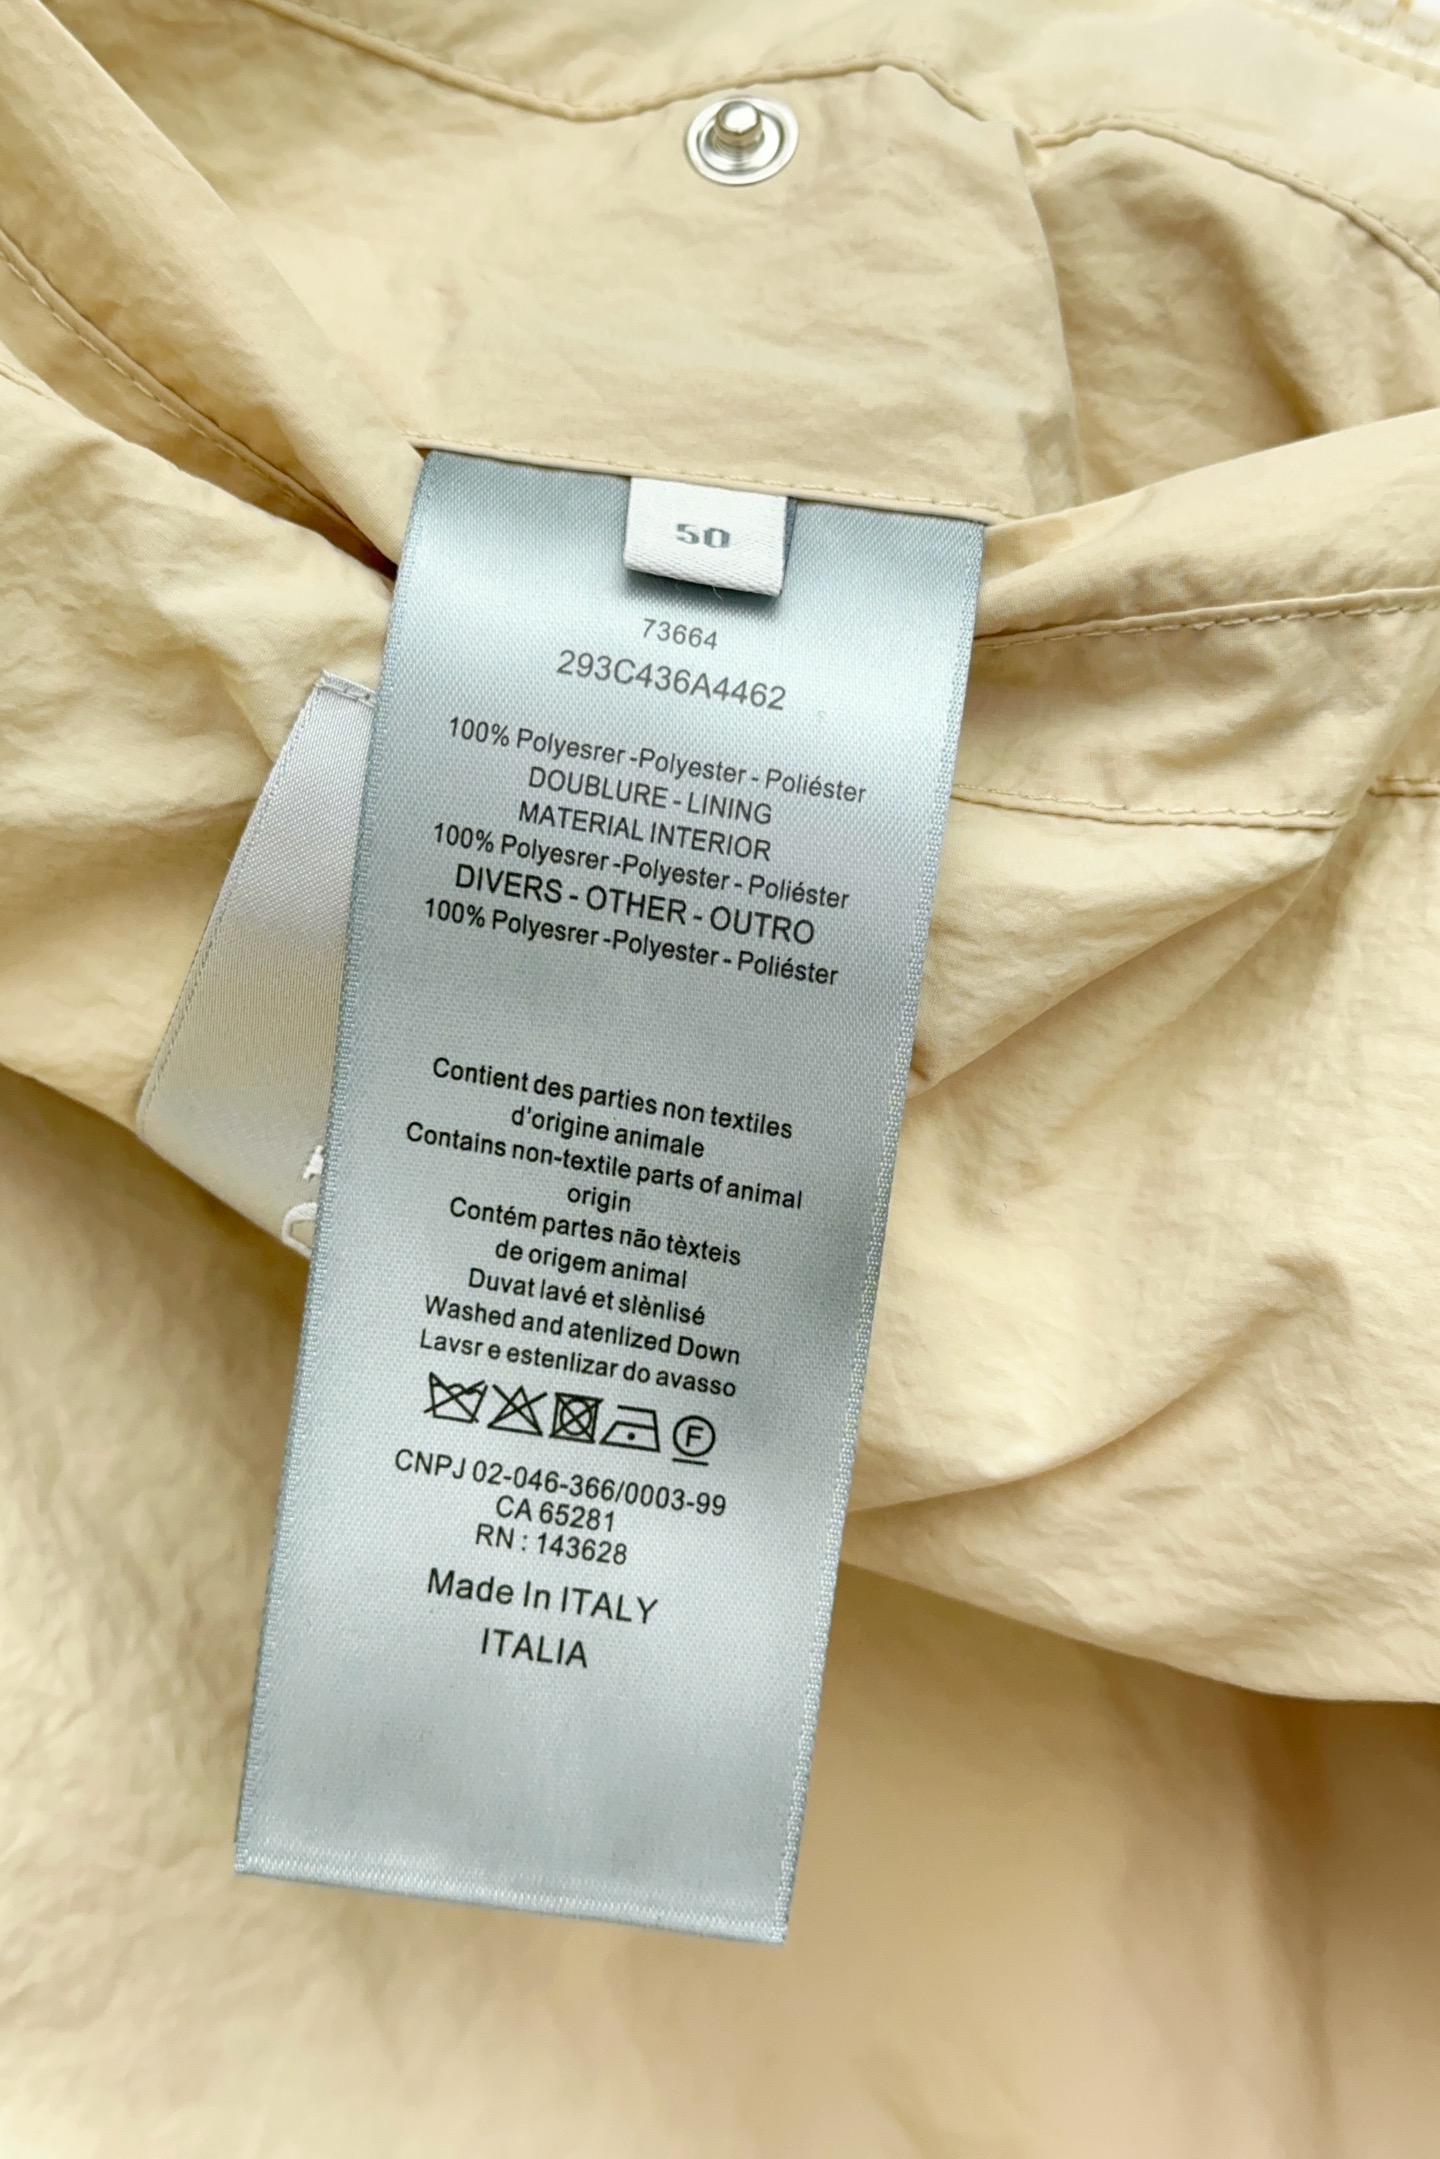 50
73664
293C436A4462
100% Polyesrer -Polyester - Poliéster
DOUBLURE - LINING
MATERIAL INTERIOR
100% Polyesrer -Polyester - Poliéster
DIVERS - OTHER - OUTRO
100% Polyesrer -Polyester - Poliéster
Contient des parties non textiles
d'origine animale
Contains non-textile parts of animal
origin
Contém partes não tèxteis
de origem animal
Duvat lavé et slènlisé
Washed and atenlized Down
Lavsr e estenlizar do avasso
F
CNPJ 02-046-366/0003-99
CA 65281
RN : 143628
Made In ITALY
ITALIA